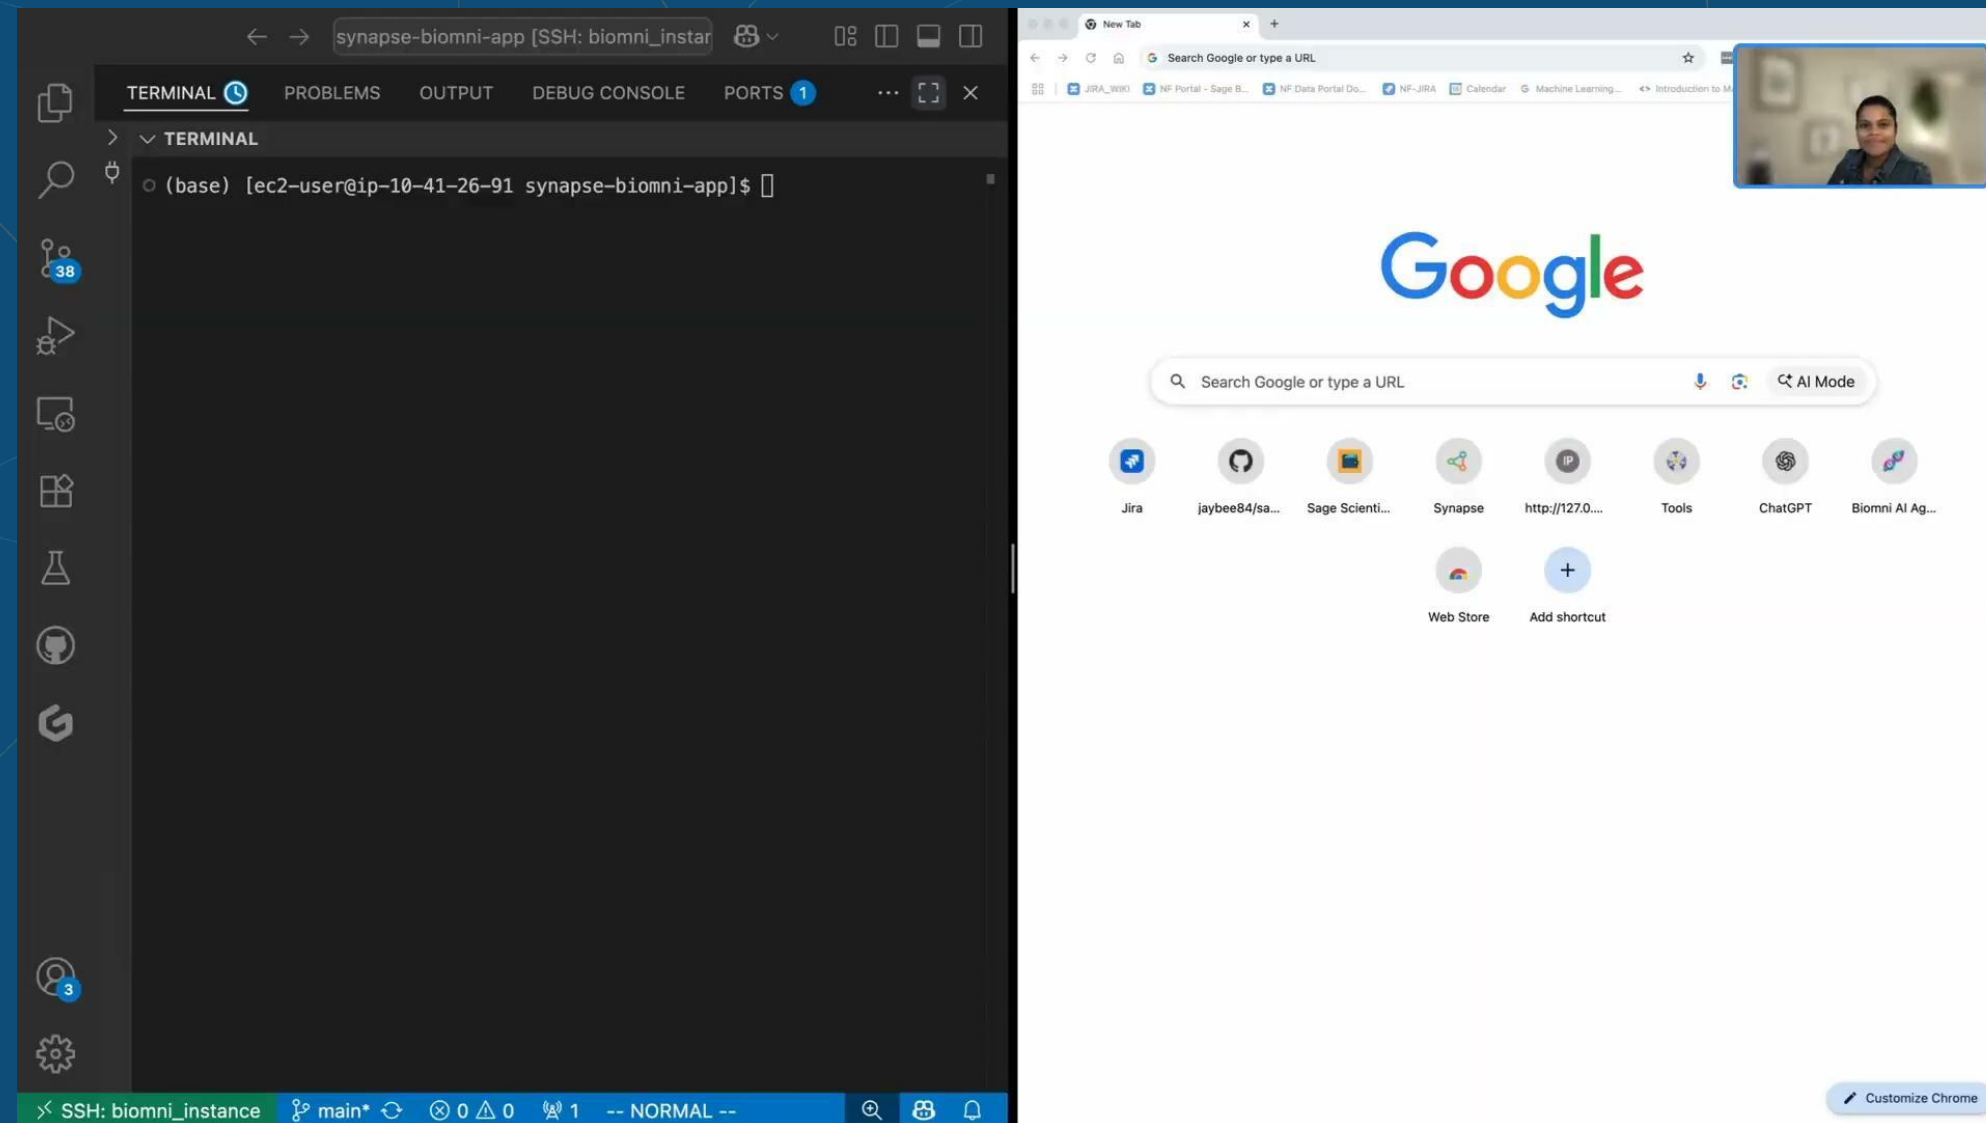 synapse-biomni-app [SSH: biomni_instar
TERMINAL PROBLEMS OUTPUT DEBUG CONSOLE PORTS 1 ...
TERMINAL
(base) [ec2-user@ip-10-41-26-91 synapse-biomni-app]$
38
3
SSH: biomni_instance main* 0 0 1 -- NORMAL --
New Tab
Search Google or type a URL
JIRA_WIKI NF Portal - Sage B... NF Data Portal Do... NF-JIRA Calendar Machine Learning... Introduction to M
Google
Search Google or type a URL AI Mode
IP
Jira jaybee84/sa... Sage Scienti... Synapse http://127.0.... Tools ChatGPT Biomni AI Ag...
Web Store Add shortcut
Customize Chrome